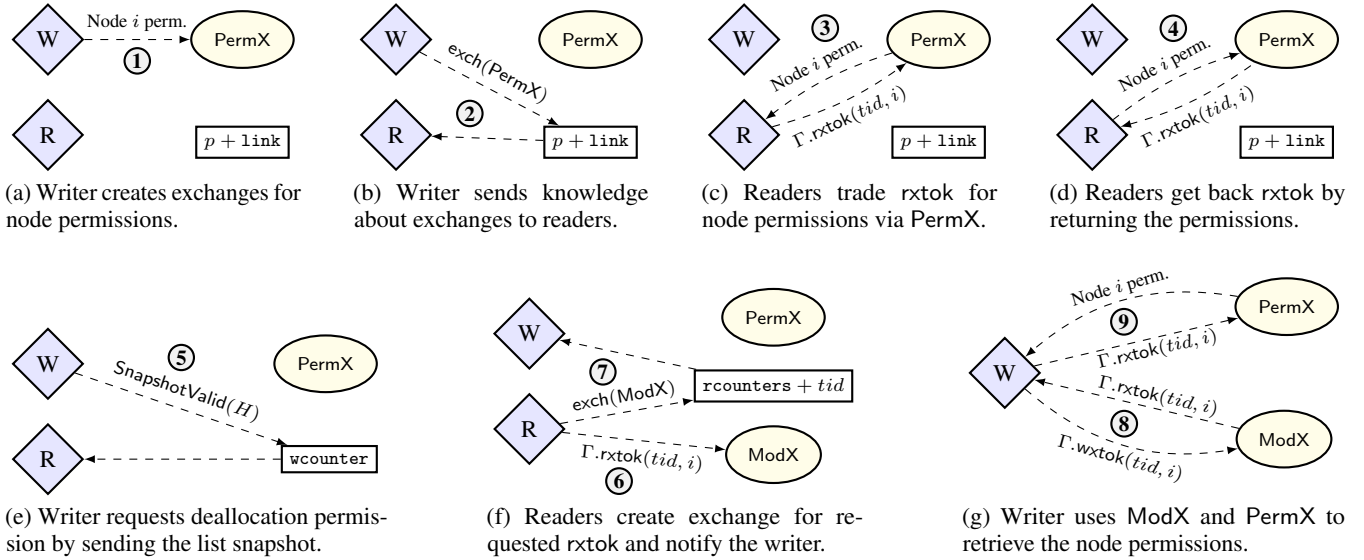 W
Node i perm.
PermX
1
R
p + link
(a) Writer creates exchanges for
node permissions.
W
PermX
exch(PermX)
2
R
p + link
(b) Writer sends knowledge
about exchanges to readers.
W
3
PermX
Node i perm.
R
Γ.rxtok(tid, i)
p + link
(c) Readers trade rxtok for
node permissions via PermX.
W
4
PermX
Node i perm.
R
Γ.rxtok(tid, i)
p + link
(d) Readers get back rxtok by
returning the permissions.
W
5
PermX
SnapshotValid(H)
R
wcounter
(e) Writer requests deallocation permis-
sion by sending the list snapshot.
PermX
W
7
rcounters + tid
exch(ModX)
R
Γ.rxtok(tid, i)
6
ModX
(f) Readers create exchange for re-
quested rxtok and notify the writer.
Node i perm.
PermX
9
Γ.rxtok(tid, i)
W
Γ.rxtok(tid, i)
8
ModX
Γ.wxtok(tid, i)
(g) Writer uses ModX and PermX to
retrieve the node permissions.